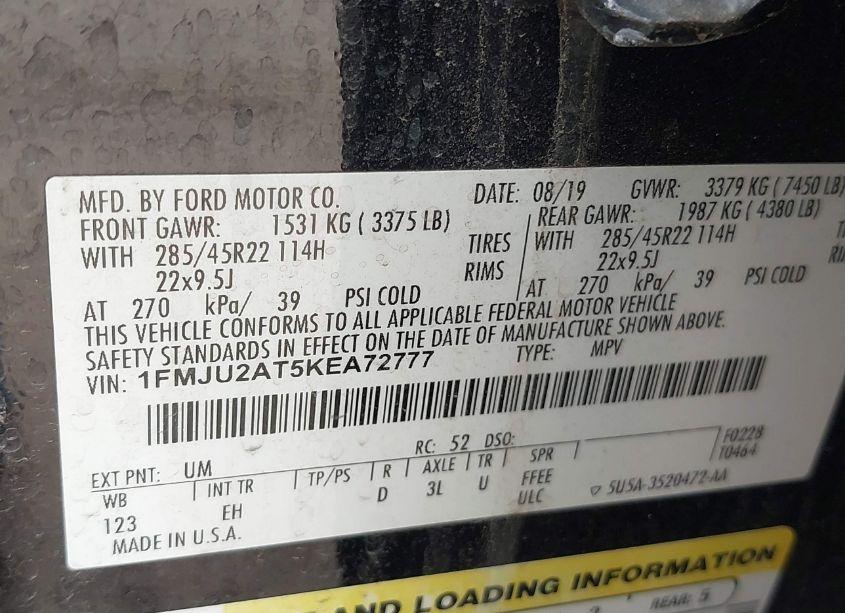 MFD. BY FORD MOTOR CO. DATE: 08/19 GVWR: 3379 KG ( 7450 LB)
FRONT GAWR: 1531 KG ( 3375 LB) REAR GAWR: 1987 KG ( 4380 LB)
WITH 285/45R22 114H TIRES WITH 285/45R22 114H
22x9.5J RIMS 22x9.5J
AT 270 kPa/ 39 PSI COLD AT 270 kPa/ 39 PSI COLD
THIS VEHICLE CONFORMS TO ALL APPLICABLE FEDERAL MOTOR VEHICLE
SAFETY STANDARDS IN EFFECT ON THE DATE OF MANUFACTURE SHOWN ABOVE.
VIN: 1FMJU2AT5KEA72777 TYPE: MPV
EXT PNT: UM RC: 52 DSO: F0228
T0464
WB INT TR TP/PS R AXLE TR SPR
123 EH D 3L U FFEE
ULC 5U5A-3520472-AA
MADE IN U.S.A.
AND LOADING INFORMATION
REAR: 5